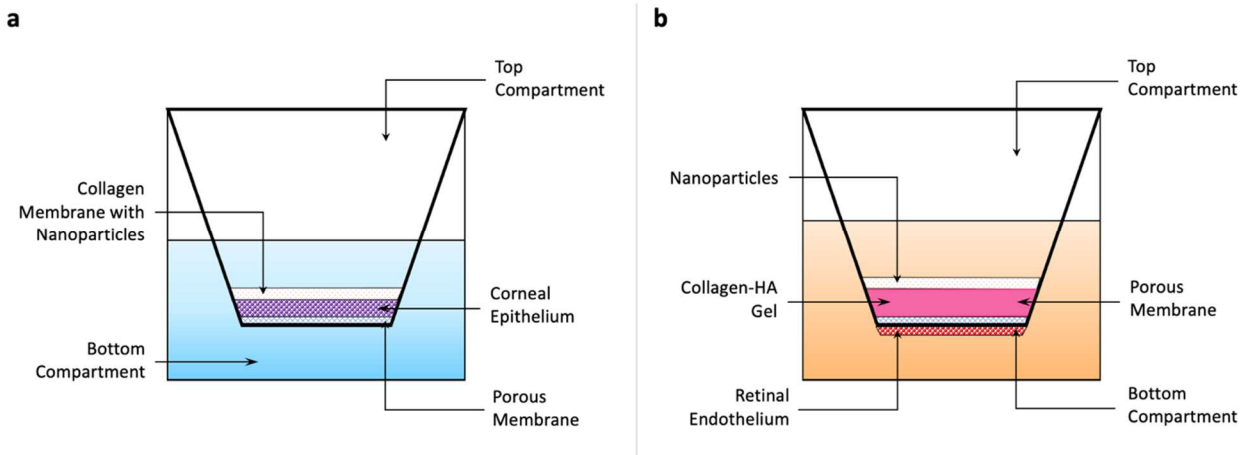 a
Top
Compartment
Collagen
Membrane with
Nanoparticles
Corneal
Epithelium
Bottom
Compartment
Porous
Membrane
b
Top
Compartment
Nanoparticles
Collagen-HA
Gel
Porous
Membrane
Retinal
Endothelium
Bottom
Compartment